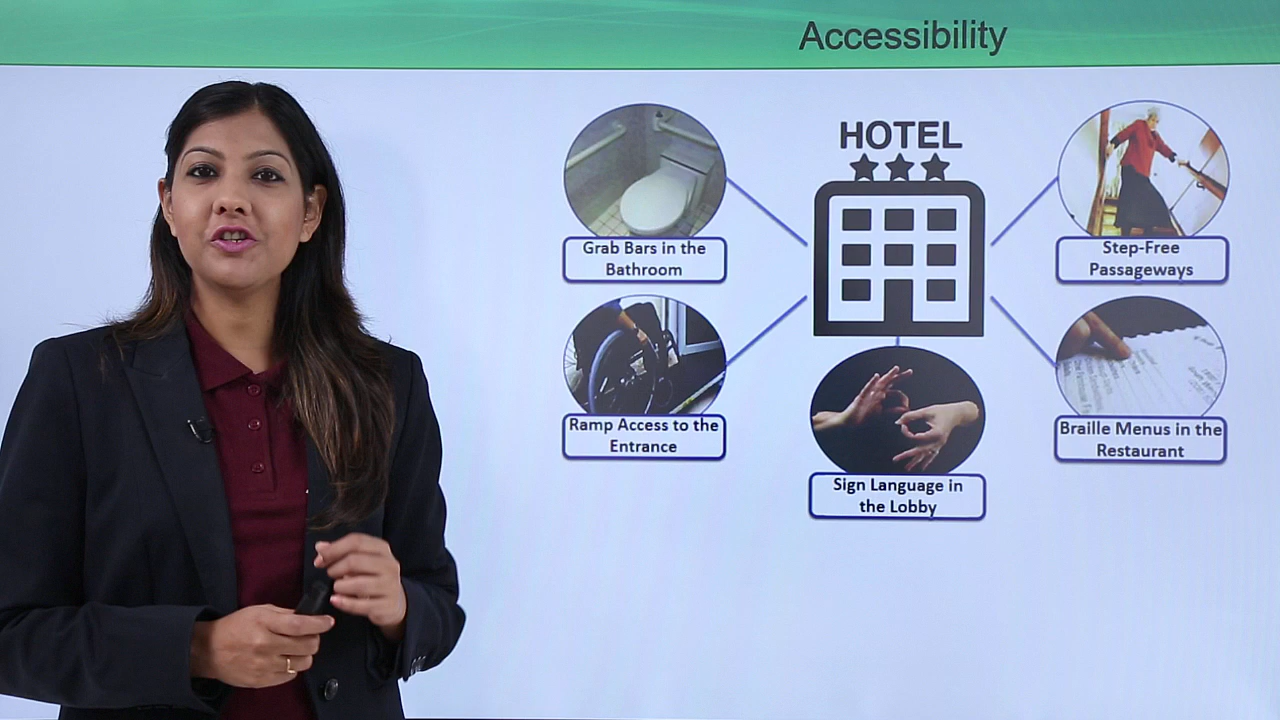 Accessibility
HOTEL
Grab Bars in the
Bathroom
Step-Free
Passageways
Ramp Access to the
Entrance
Braille Menus in the
Restaurant
Sign Language in
the Lobby